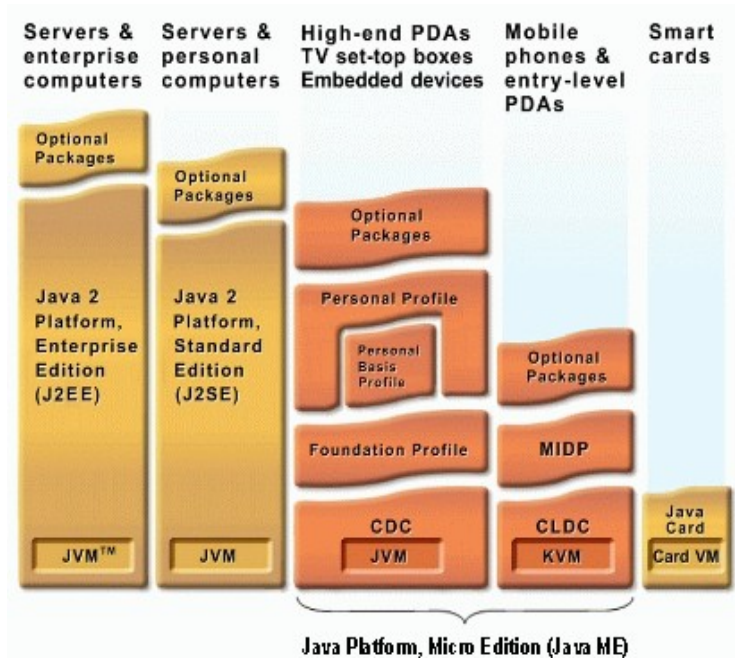 Servers &
enterprise
computers
Servers &
personal
computers
High-end PDAs
TV set-top boxes
Embedded devices
Mobile
phones &
entry-level
PDAs
Smart
cards
Optional
Packages
Java 2
Platform,
Enterprise
Edition
(J2EE)
JVM™
Optional
Packages
Java 2
Platform,
Standard
Edition
(J2SE)
JVM
Optional
Packages
Personal Profile
Personal
Basis
Profile
Foundation Profile
CDC
JVM
Optional
Packages
MIDP
CLDC
KVM
Java
Card
Card VM
Java Platform, Micro Edition (Java ME)